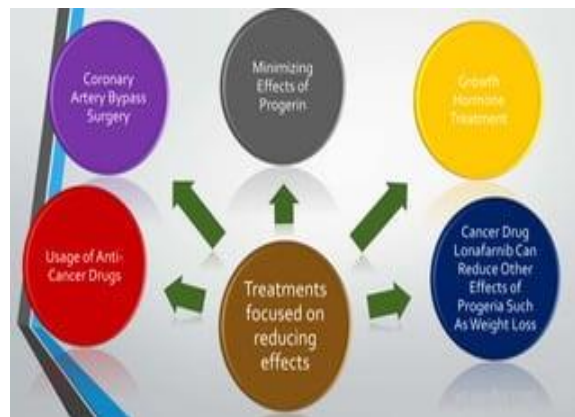 Coronary
Artery Bypass
Surgery
Minimizing
Effects of
Progerin
Growth
Hormone
Treatment
Usage of Anti-
Cancer Drugs
Treatments
focused on
reducing
effects
Cancer Drug
Lonafarnib Can
Reduce Other
Effects of
Progeria Such
As Weight Loss